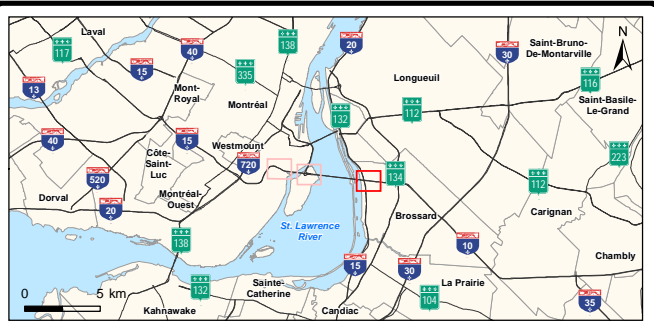 Laval
117
40
138
20
N
30
Saint-Bruno-
De-Montarville
15
335
Longueuil
13
Mont-
Royal
116
Montréal
132
112
Saint-Basile-
Le-Grand
40
15
Westmount
Côte-
Saint-
Luc
720
223
520
134
112
Dorval
Montréal-
Ouest
20
Brossard
Carignan
St. Lawrence
River
138
10
Chambly
15
30
132
Sainte-
Catherine
La Prairie
0 5 km
104
35
Kahnawake
Candiac